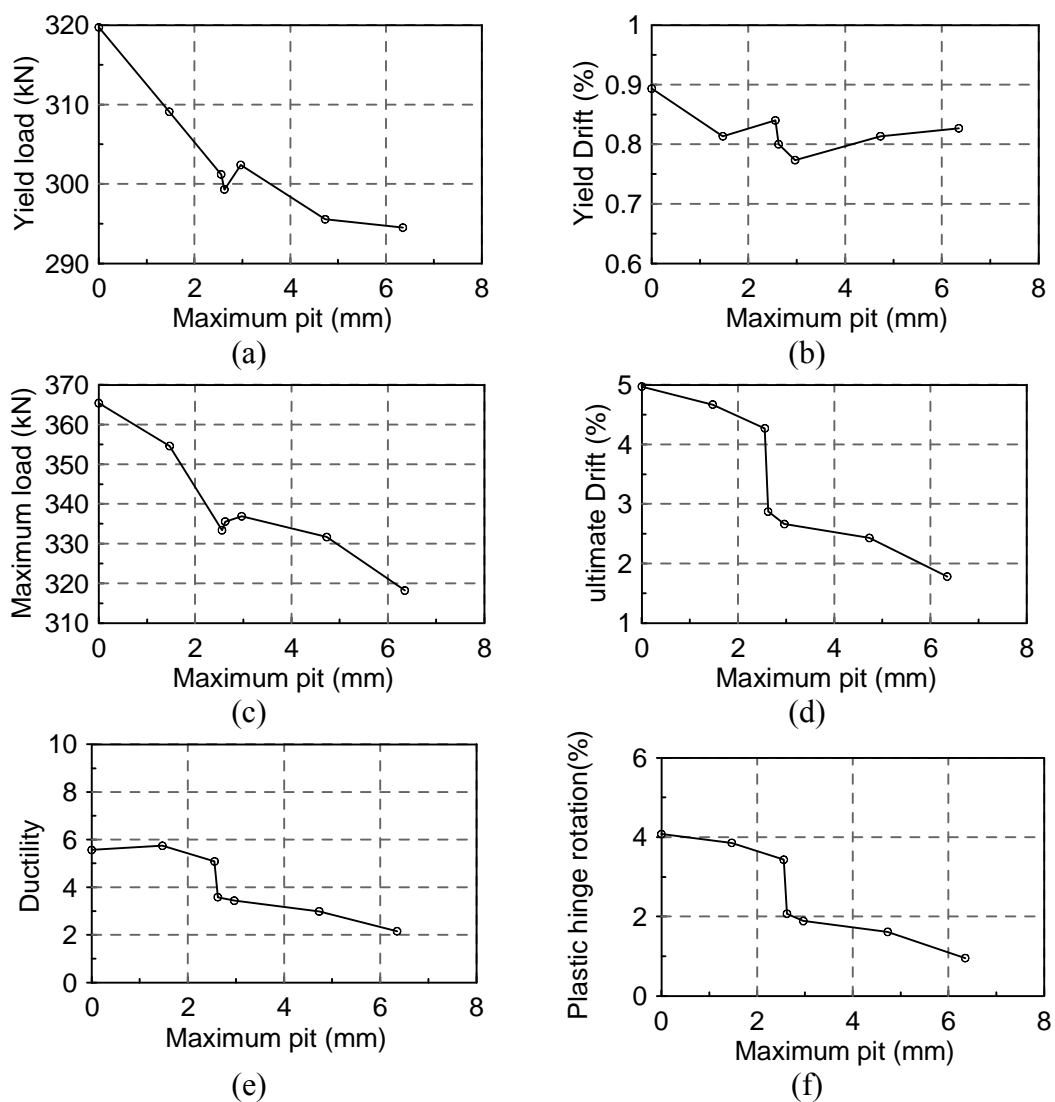 320
310
300
290
Yield load (kN)
0 2 4 6 8
Maximum pit (mm)
(a)
1
0.9
0.8
0.7
0.6
Yield Drift (%)
0 2 4 6 8
Maximum pit (mm)
(b)
370
360
350
340
330
320
310
Maximum load (kN)
0 2 4 6 8
Maximum pit (mm)
(c)
5
4
3
2
1
ultimate Drift (%)
0 2 4 6 8
Maximum pit (mm)
(d)
10
8
6
4
2
0
Ductility
0 2 4 6 8
Maximum pit (mm)
(e)
6
4
2
0
Plastic hinge rotation(%)
0 2 4 6 8
Maximum pit (mm)
(f)